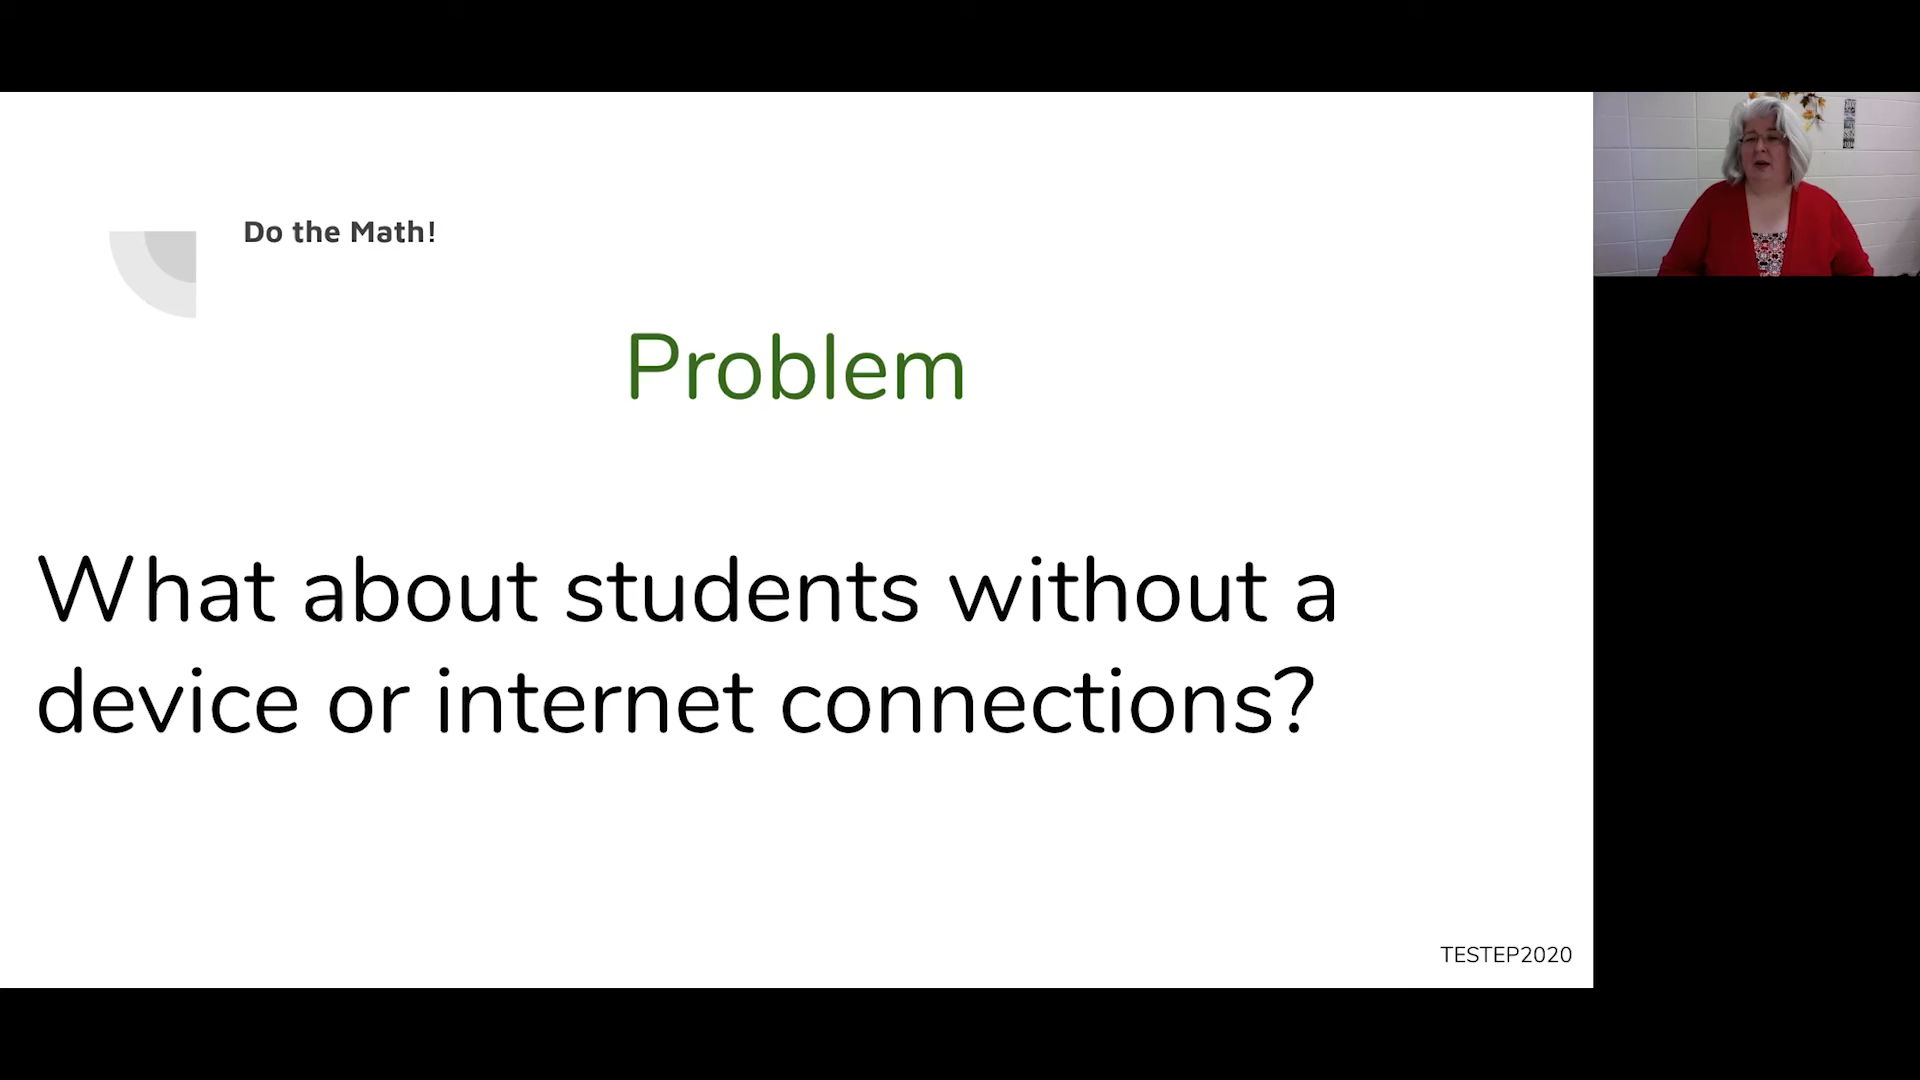 Do the Math!
Problem
What about students without a
device or internet connections?
TESTEP2020